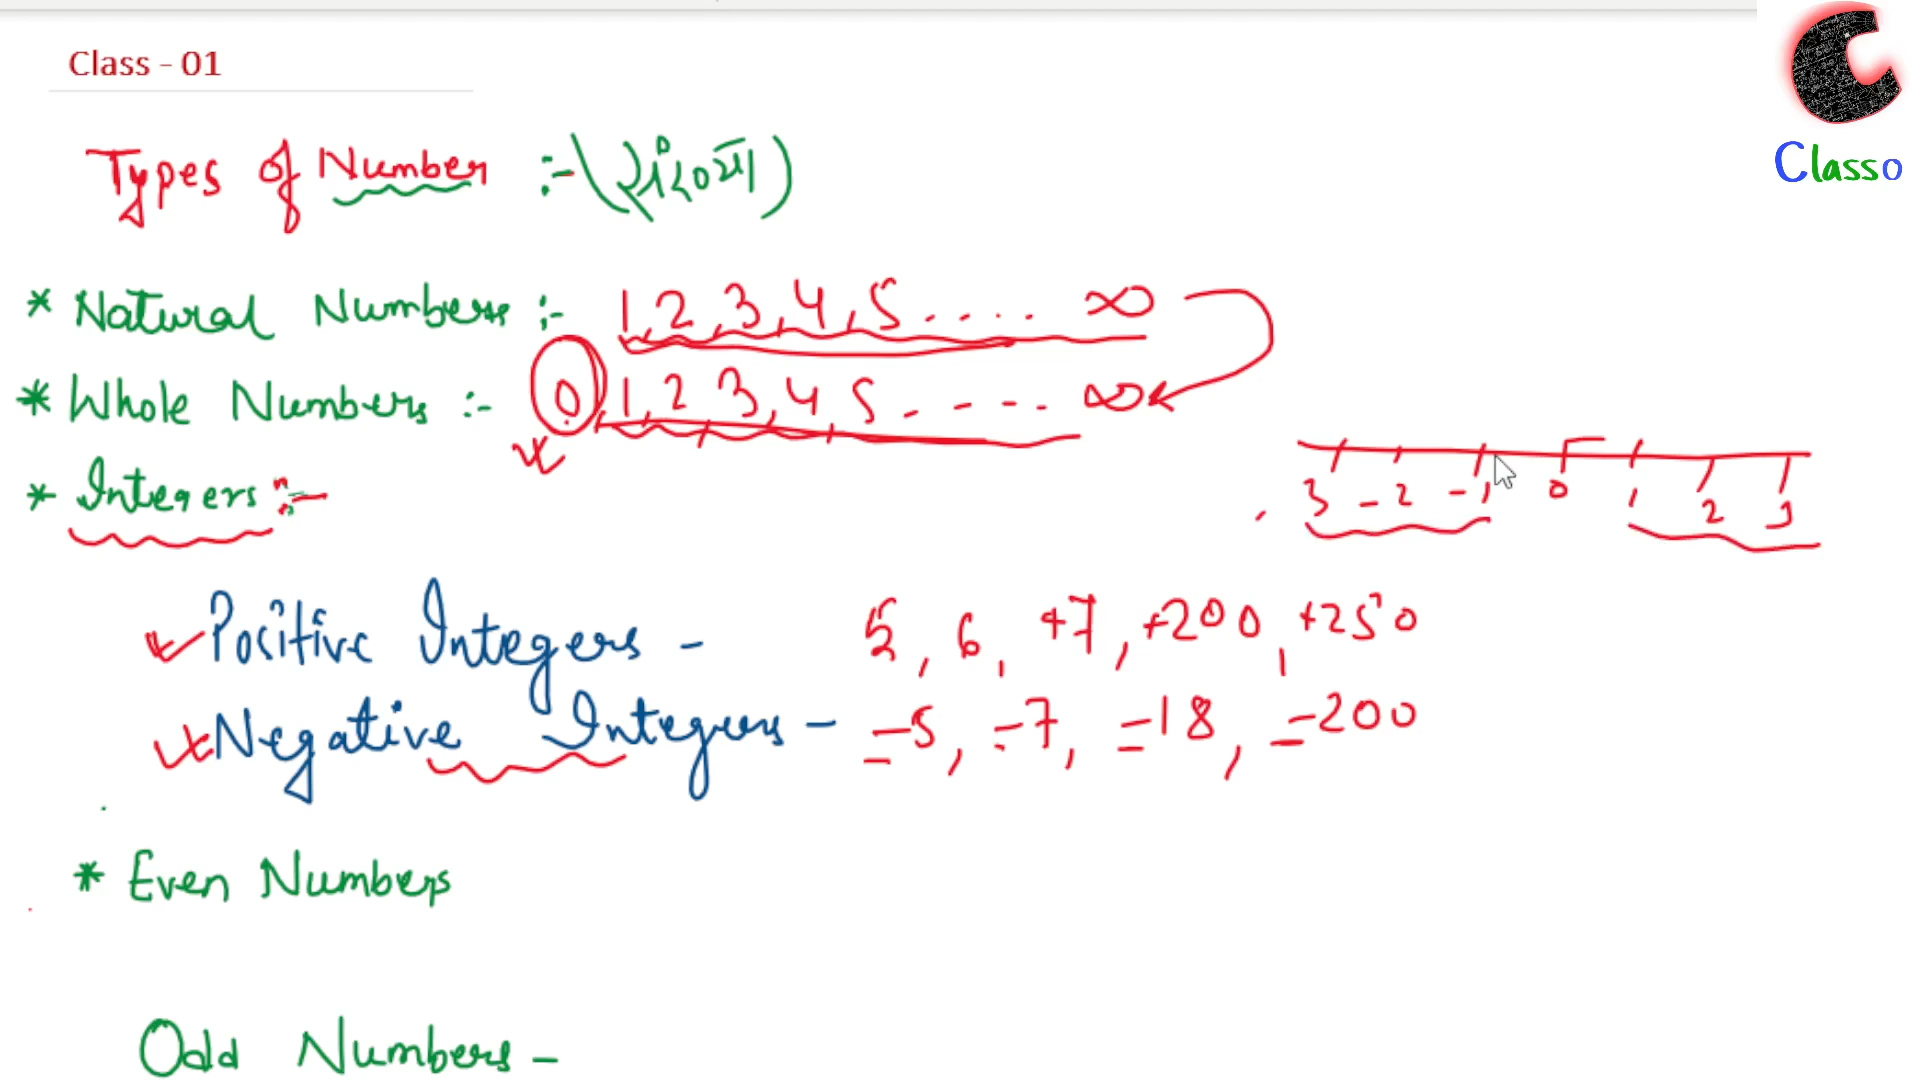 Class - 01
Classo
Types of Number :- (संख्या)
* Natural Numbers :- 1, 2, 3, 4, 5 . . . . ∞
* Whole Numbers :- 0, 1, 2, 3, 4, 5 - - - - . ∞
* Integers :-
3 -2 -1 0 1 2 3
Positive Integers - 5, 6, +7, +200, +250
Negative Integers - -5, -7, -18, -200
* Even Numbers
Odd Numbers -